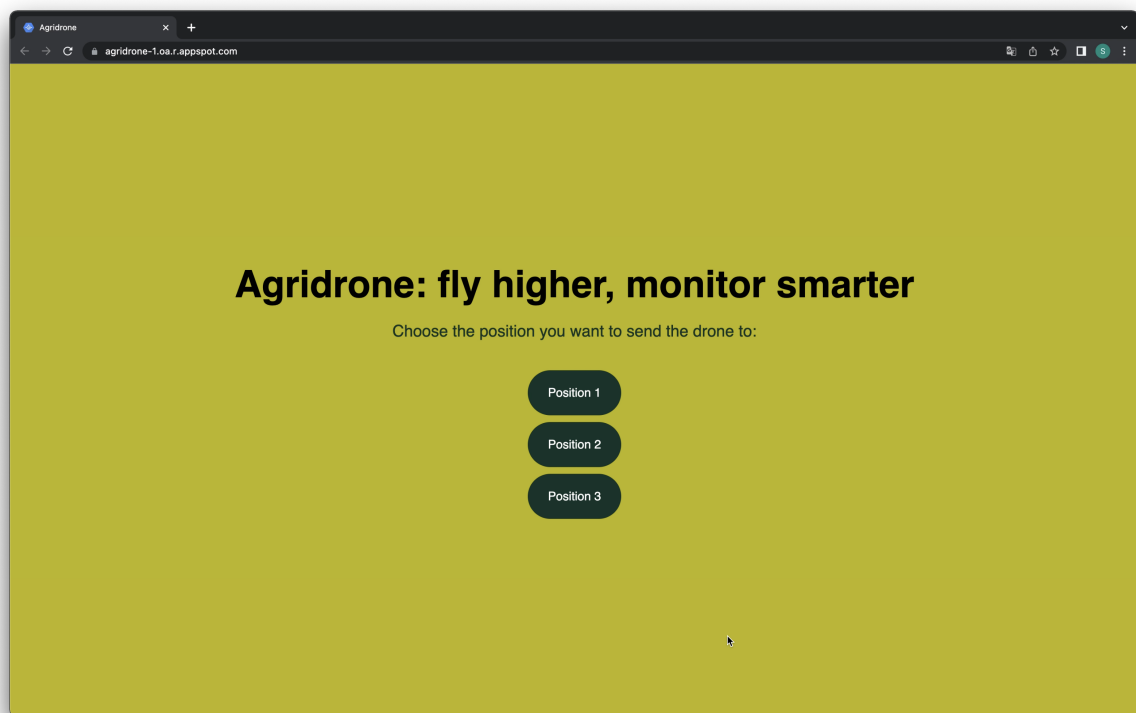 Agridrone
agridrone-1.oa.r.appspot.com
S
Agridrone: fly higher, monitor smarter
Choose the position you want to send the drone to:
Position 1
Position 2
Position 3